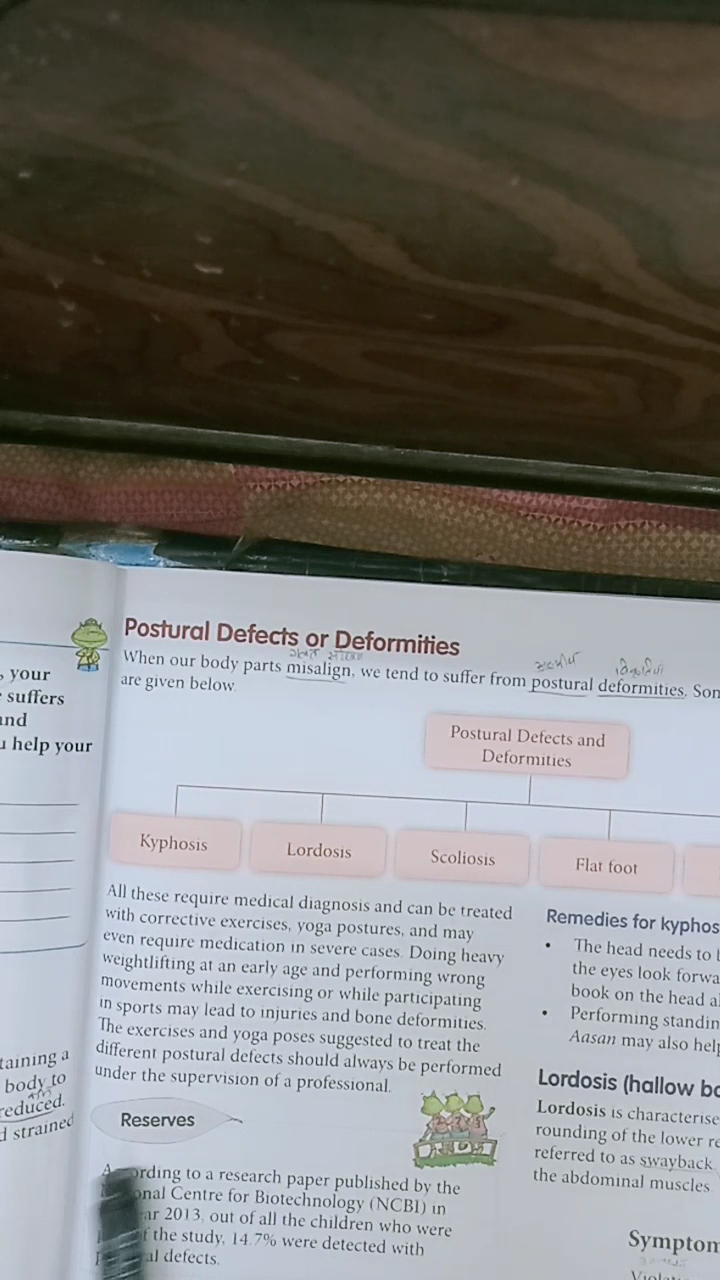 , your
suffers
and
u help your
taining a
body to
reduced.
d strained
Postural Defects or Deformities
When our body parts misalign, we tend to suffer from postural deformities. Som
are given below.
Postural Defects and
Deformities
Kyphosis
Lordosis
Scoliosis
Flat foot
All these require medical diagnosis and can be treated
with corrective exercises, yoga postures, and may
even require medication in severe cases. Doing heavy
weightlifting at an early age and performing wrong
movements while exercising or while participating
in sports may lead to injuries and bone deformities.
The exercises and yoga poses suggested to treat the
different postural defects should always be performed
under the supervision of a professional.
Reserves
ording to a research paper published by the
onal Centre for Biotechnology (NCBI) in
ar 2013, out of all the children who were
f the study, 14.7% were detected with
al defects.
Remedies for kyphos
The head needs to
the eyes look forwa
book on the head a
Performing standin
Aasan may also help
Lordosis (hallow ba
Lordosis is characterise
rounding of the lower re
referred to as swayback.
the abdominal muscles
Symptom